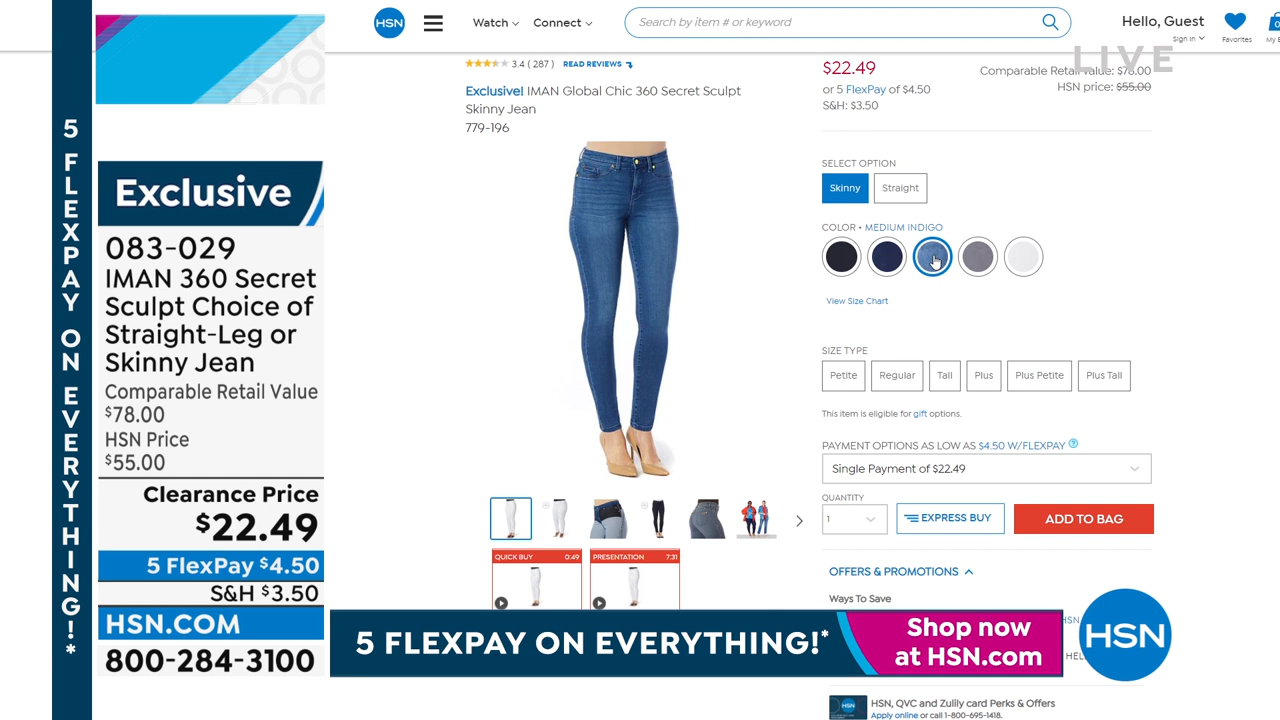 5 FLEXPAY ON EVERYTHING!*
Exclusive
083-029
IMAN 360 Secret
Sculpt Choice of
Straight-Leg or
Skinny Jean
Comparable Retail Value
$78.00
HSN Price
$55.00
Clearance Price
$22.49
5 FlexPay $4.50
S&H $3.50
HSN.COM
800-284-3100
HSN
Watch
Connect
Search by item # or keyword
Hello, Guest
Sign In
Favorites
0
LIVE
3.4 ( 287 ) READ REVIEWS
Exclusive! IMAN Global Chic 360 Secret Sculpt
Skinny Jean
779-196
$22.49
or 5 FlexPay of $4.50
S&H: $3.50
Comparable Retail Value: $78.00
HSN price: $55.00
SELECT OPTION
Skinny
Straight
COLOR • MEDIUM INDIGO
View Size Chart
SIZE TYPE
Petite
Regular
Tall
Plus
Plus Petite
Plus Tall
This item is eligible for gift options.
PAYMENT OPTIONS AS LOW AS $4.50 W/FLEXPAY ?
Single Payment of $22.49
QUANTITY
1
EXPRESS BUY
ADD TO BAG
QUICK BUY 0:49
PRESENTATION 7:31
OFFERS & PROMOTIONS
Ways To Save
HSN
5 FLEXPAY ON EVERYTHING!*
Shop now
at HSN.com
HSN
HSN
HSN, QVC and Zulily card Perks & Offers
Apply online or call 1-800-695-1418.